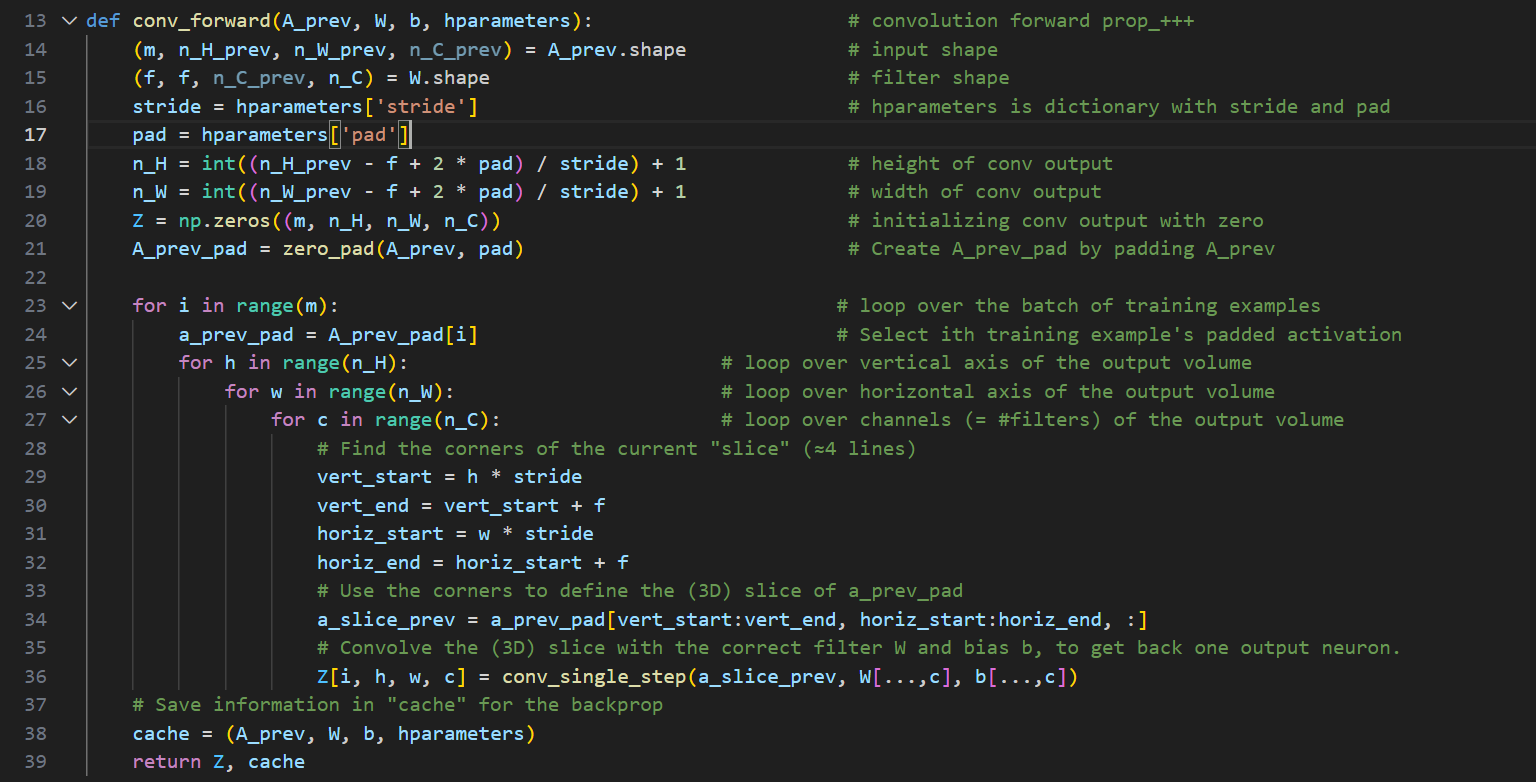 13 def conv_forward(A_prev, W, b, hparameters): # convolution forward prop_+++
14 (m, n_H_prev, n_W_prev, n_C_prev) = A_prev.shape # input shape
15 (f, f, n_C_prev, n_C) = W.shape # filter shape
16 stride = hparameters['stride'] # hparameters is dictionary with stride and pad
17 pad = hparameters['pad']
18 n_H = int((n_H_prev - f + 2 * pad) / stride) + 1 # height of conv output
19 n_W = int((n_W_prev - f + 2 * pad) / stride) + 1 # width of conv output
20 Z = np.zeros((m, n_H, n_W, n_C)) # initializing conv output with zero
21 A_prev_pad = zero_pad(A_prev, pad) # Create A_prev_pad by padding A_prev
22
23 for i in range(m): # loop over the batch of training examples
24 a_prev_pad = A_prev_pad[i] # Select ith training example's padded activation
25 for h in range(n_H): # loop over vertical axis of the output volume
26 for w in range(n_W): # loop over horizontal axis of the output volume
27 for c in range(n_C): # loop over channels (= #filters) of the output volume
28 # Find the corners of the current "slice" (≈4 lines)
29 vert_start = h * stride
30 vert_end = vert_start + f
31 horiz_start = w * stride
32 horiz_end = horiz_start + f
33 # Use the corners to define the (3D) slice of a_prev_pad
34 a_slice_prev = a_prev_pad[vert_start:vert_end, horiz_start:horiz_end, :]
35 # Convolve the (3D) slice with the correct filter W and bias b, to get back one output neuron.
36 Z[i, h, w, c] = conv_single_step(a_slice_prev, W[...,c], b[...,c])
37 # Save information in "cache" for the backprop
38 cache = (A_prev, W, b, hparameters)
39 return Z, cache